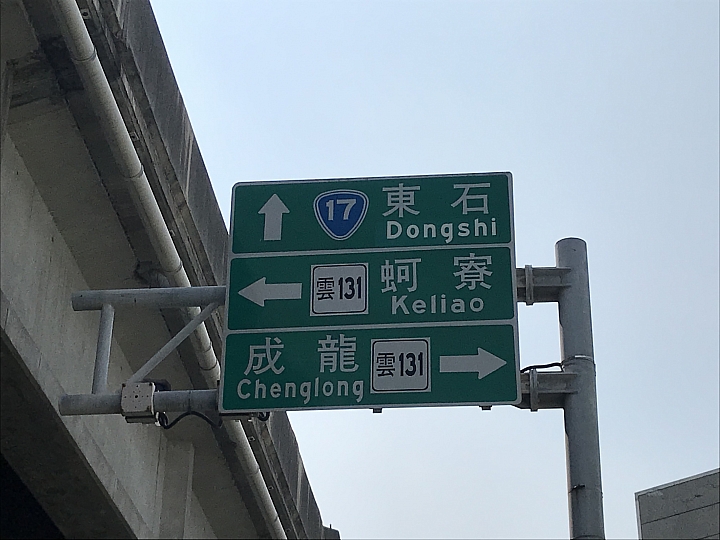 17 東石
Dongshi
雲131 蚵寮
Keliao
成龍 雲131
Chenglong